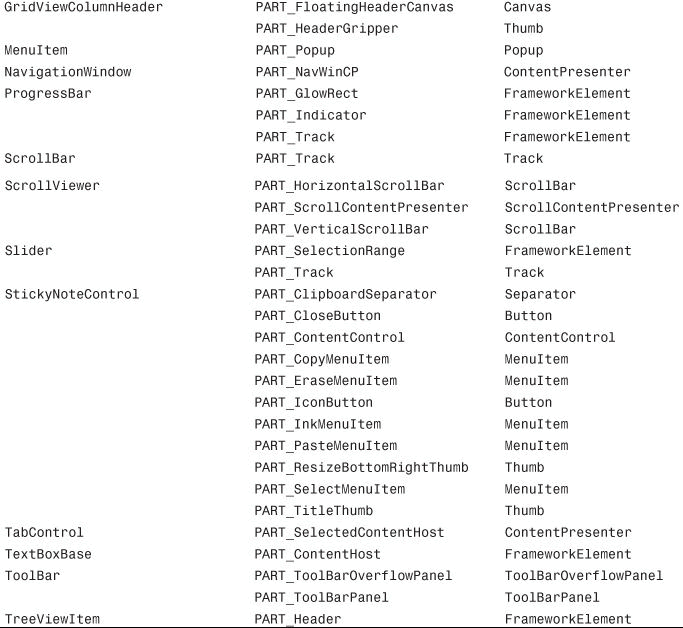 GridViewColumnHeader PART_FloatingHeaderCanvas Canvas
PART_HeaderGripper Thumb
MenuItem PART_Popup Popup
NavigationWindow PART_NavWinCP ContentPresenter
ProgressBar PART_GlowRect FrameworkElement
PART_Indicator FrameworkElement
PART_Track FrameworkElement
ScrollBar PART_Track Track
ScrollViewer PART_HorizontalScrollBar ScrollBar
PART_ScrollContentPresenter ScrollContentPresenter
PART_VerticalScrollBar ScrollBar
Slider PART_SelectionRange FrameworkElement
PART_Track Track
StickyNoteControl PART_ClipboardSeparator Separator
PART_CloseButton Button
PART_ContentControl ContentControl
PART_CopyMenuItem MenuItem
PART_EraseMenuItem MenuItem
PART_IconButton Button
PART_InkMenuItem MenuItem
PART_PasteMenuItem MenuItem
PART_ResizeBottomRightThumb Thumb
PART_SelectMenuItem MenuItem
PART_TitleThumb Thumb
TabControl PART_SelectedContentHost ContentPresenter
TextBoxBase PART_ContentHost FrameworkElement
ToolBar PART_ToolBarOverflowPanel ToolBarOverflowPanel
PART_ToolBarPanel ToolBarPanel
TreeViewItem PART_Header FrameworkElement